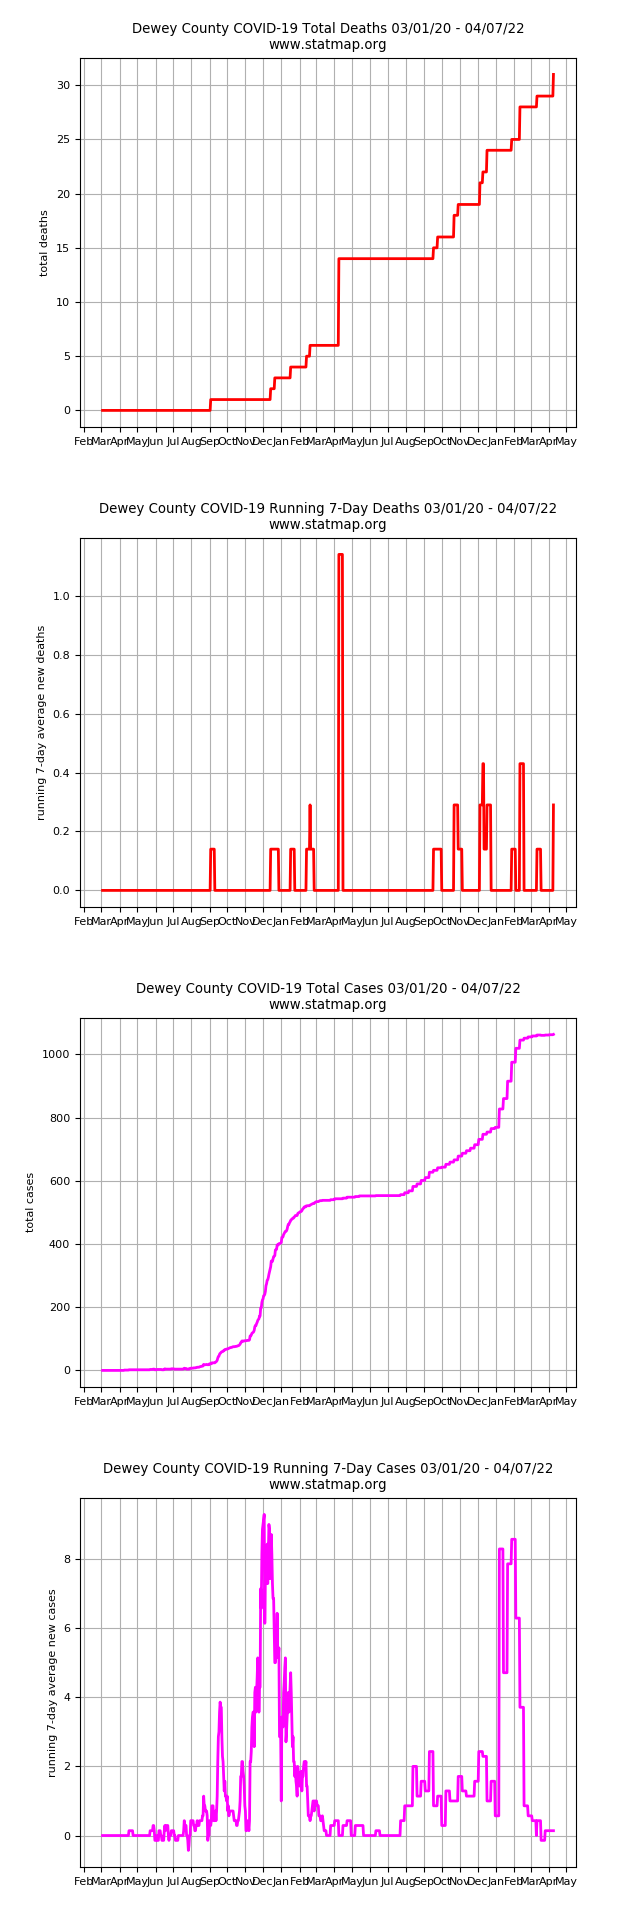 Dewey County COVID-19 Total Deaths 03/01/20 - 04/07/22
www.statmap.org
30
25
20
15
10
5
0
total deaths
Feb Mar Apr May Jun Jul Aug Sep Oct Nov Dec Jan Feb Mar Apr May Jun Jul Aug Sep Oct Nov Dec Jan Feb Mar Apr May
Dewey County COVID-19 Running 7-Day Deaths 03/01/20 - 04/07/22
www.statmap.org
1.0
0.8
0.6
0.4
0.2
0.0
running 7-day average new deaths
Feb Mar Apr May Jun Jul Aug Sep Oct Nov Dec Jan Feb Mar Apr May Jun Jul Aug Sep Oct Nov Dec Jan Feb Mar Apr May
Dewey County COVID-19 Total Cases 03/01/20 - 04/07/22
www.statmap.org
1000
800
600
400
200
0
total cases
Feb Mar Apr May Jun Jul Aug Sep Oct Nov Dec Jan Feb Mar Apr May Jun Jul Aug Sep Oct Nov Dec Jan Feb Mar Apr May
Dewey County COVID-19 Running 7-Day Cases 03/01/20 - 04/07/22
www.statmap.org
8
6
4
2
0
running 7-day average new cases
Feb Mar Apr May Jun Jul Aug Sep Oct Nov Dec Jan Feb Mar Apr May Jun Jul Aug Sep Oct Nov Dec Jan Feb Mar Apr May